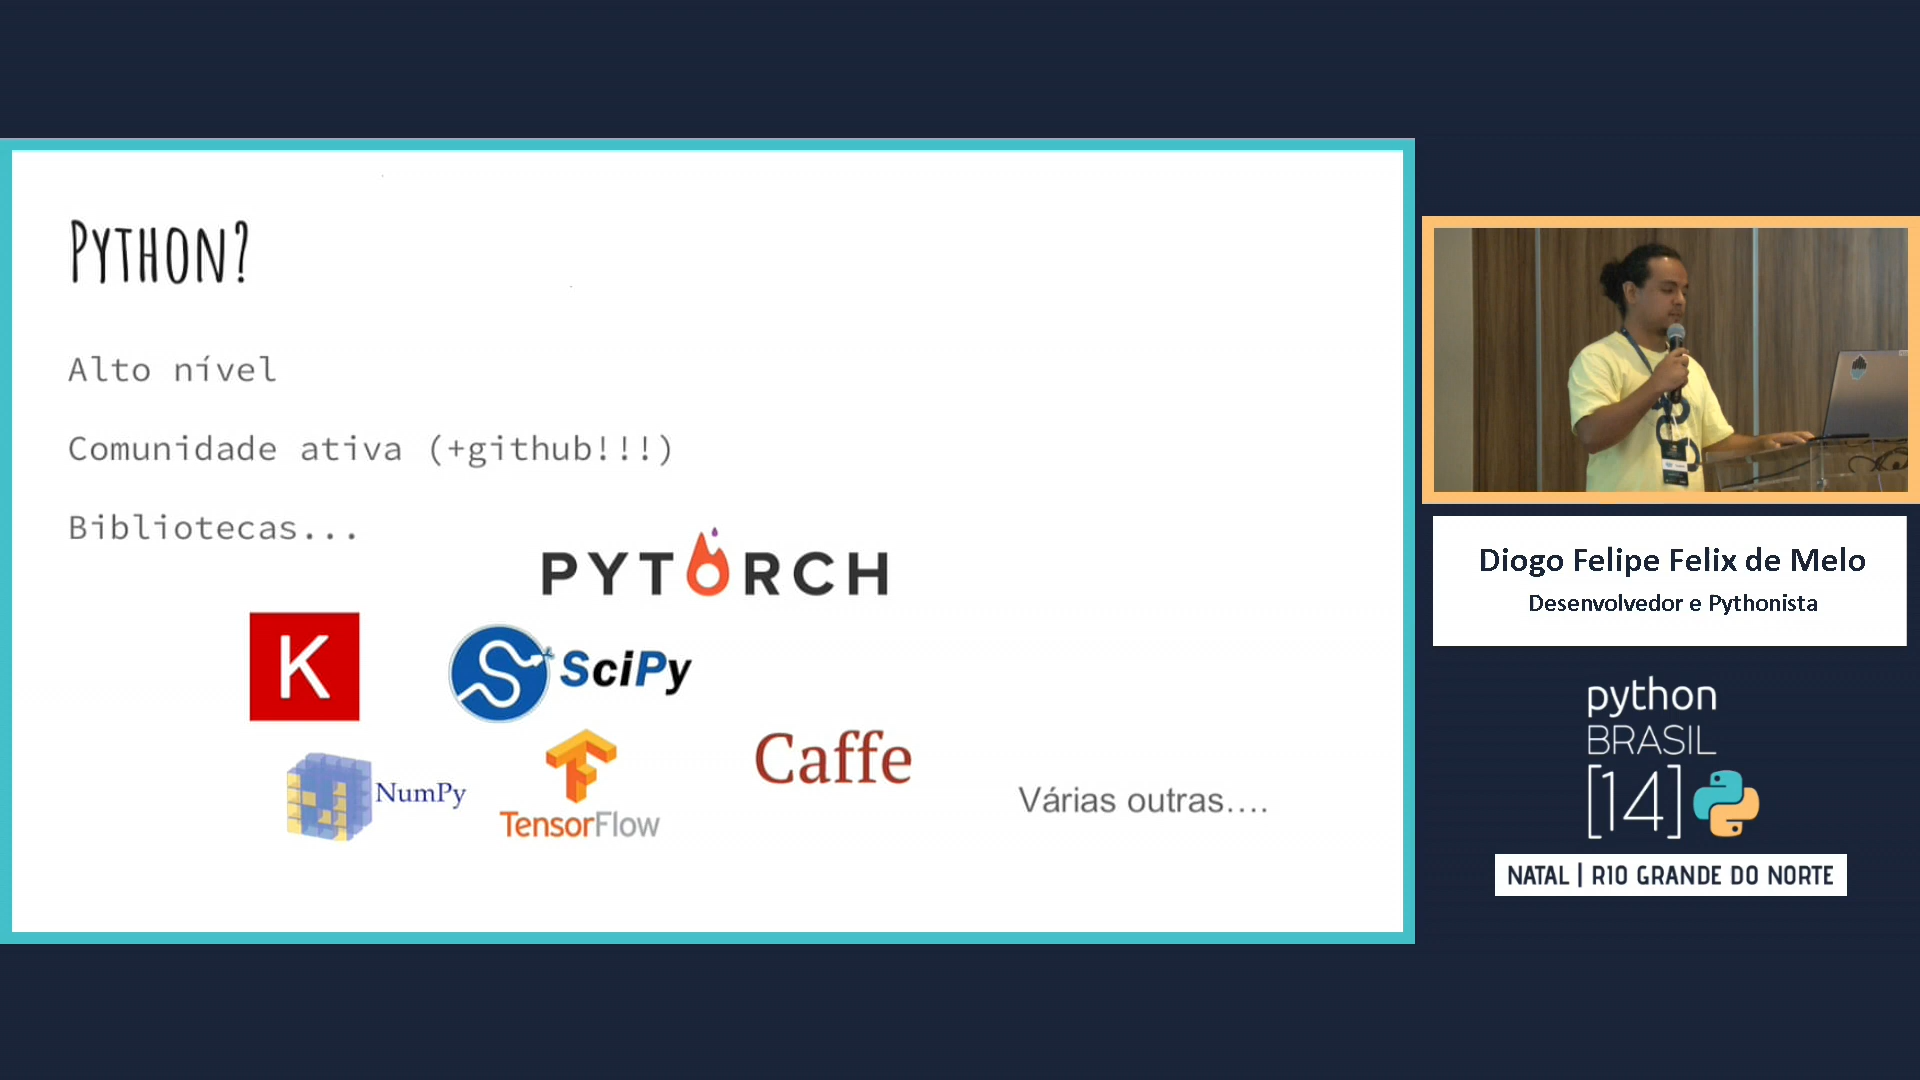 PYTHON?
Alto nível
Comunidade ativa (+github!!!)
Bibliotecas...
PYTORCH
K
SciPy
NumPy
TensorFlow
Caffe
Várias outras....
Diogo Felipe Felix de Melo
Desenvolvedor e Pythonista
python
BRASIL
[14]
NATAL | RIO GRANDE DO NORTE